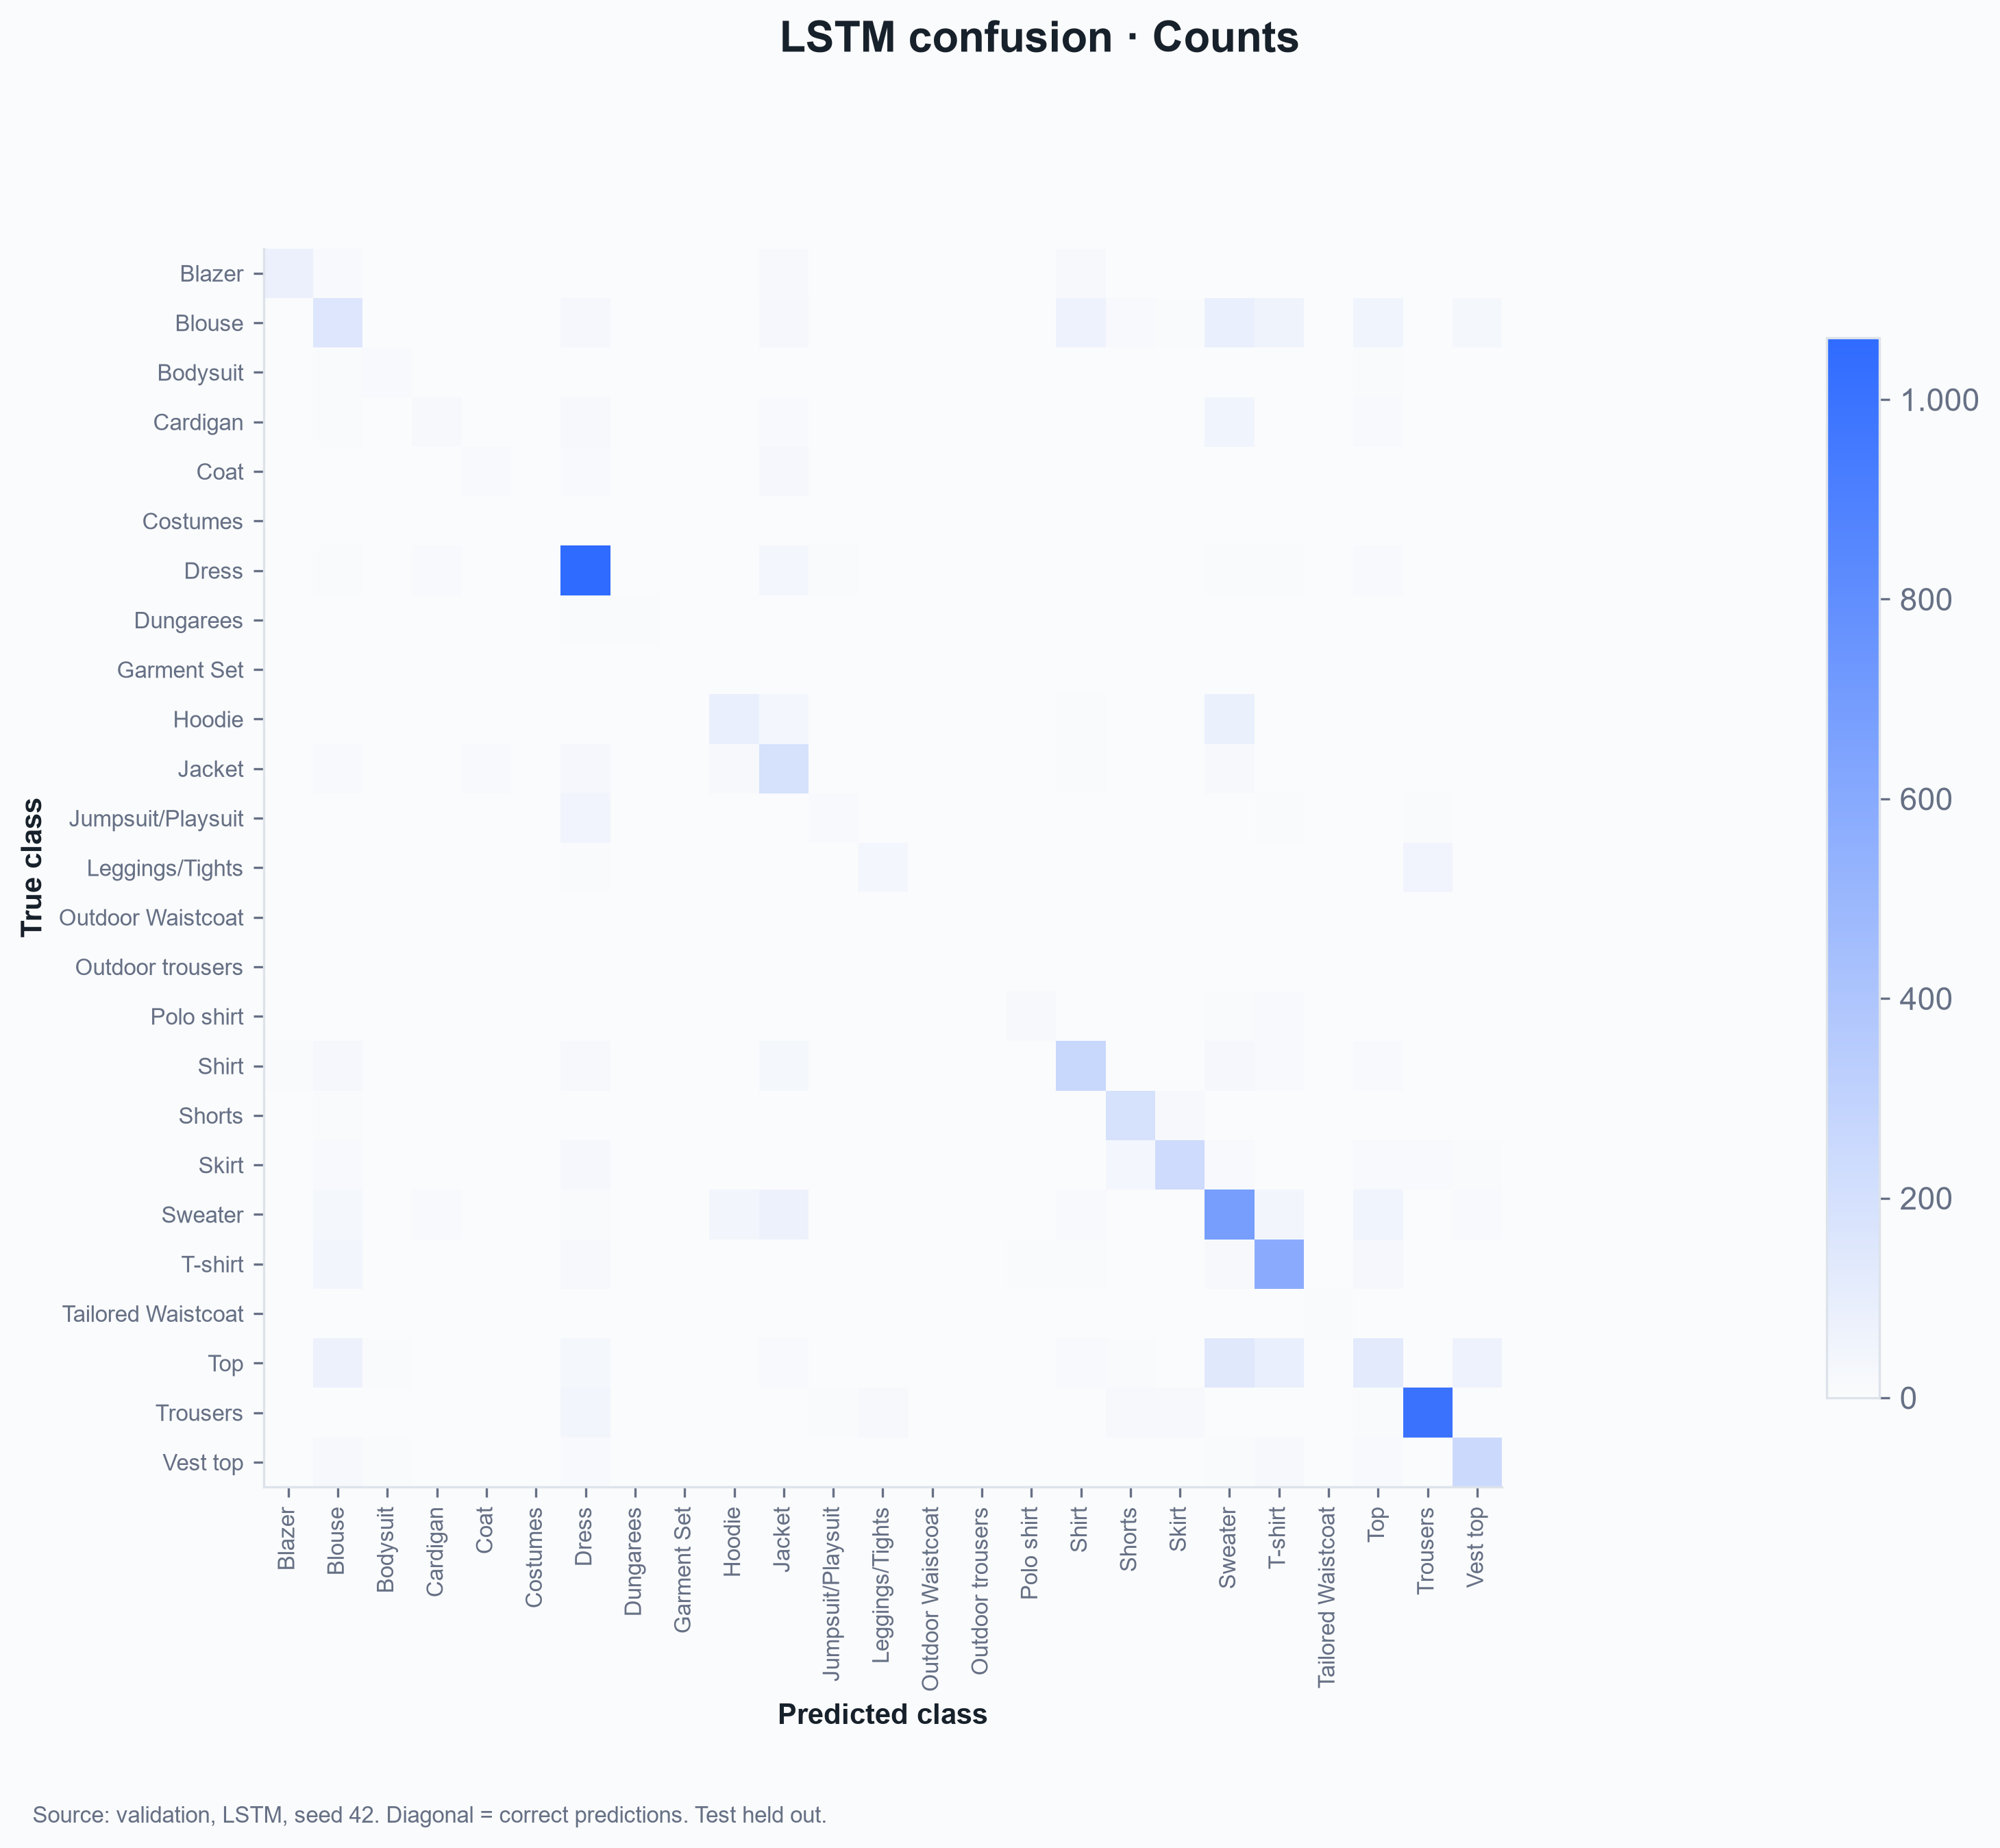 LSTM confusion · Counts
Blazer
Blouse
Bodysuit
Cardigan
Coat
Costumes
Dress
Dungarees
Garment Set
Hoodie
Jacket
Jumpsuit/Playsuit
Leggings/Tights
Outdoor Waistcoat
Outdoor trousers
Polo shirt
Shirt
Shorts
Skirt
Sweater
T-shirt
Tailored Waistcoat
Top
Trousers
Vest top
True class
Blazer
Blouse
Bodysuit
Cardigan
Coat
Costumes
Dress
Dungarees
Garment Set
Hoodie
Jacket
Jumpsuit/Playsuit
Leggings/Tights
Outdoor Waistcoat
Outdoor trousers
Polo shirt
Shirt
Shorts
Skirt
Sweater
T-shirt
Tailored Waistcoat
Top
Trousers
Vest top
Predicted class
1.000
800
600
400
200
0
Source: validation, LSTM, seed 42. Diagonal = correct predictions. Test held out.